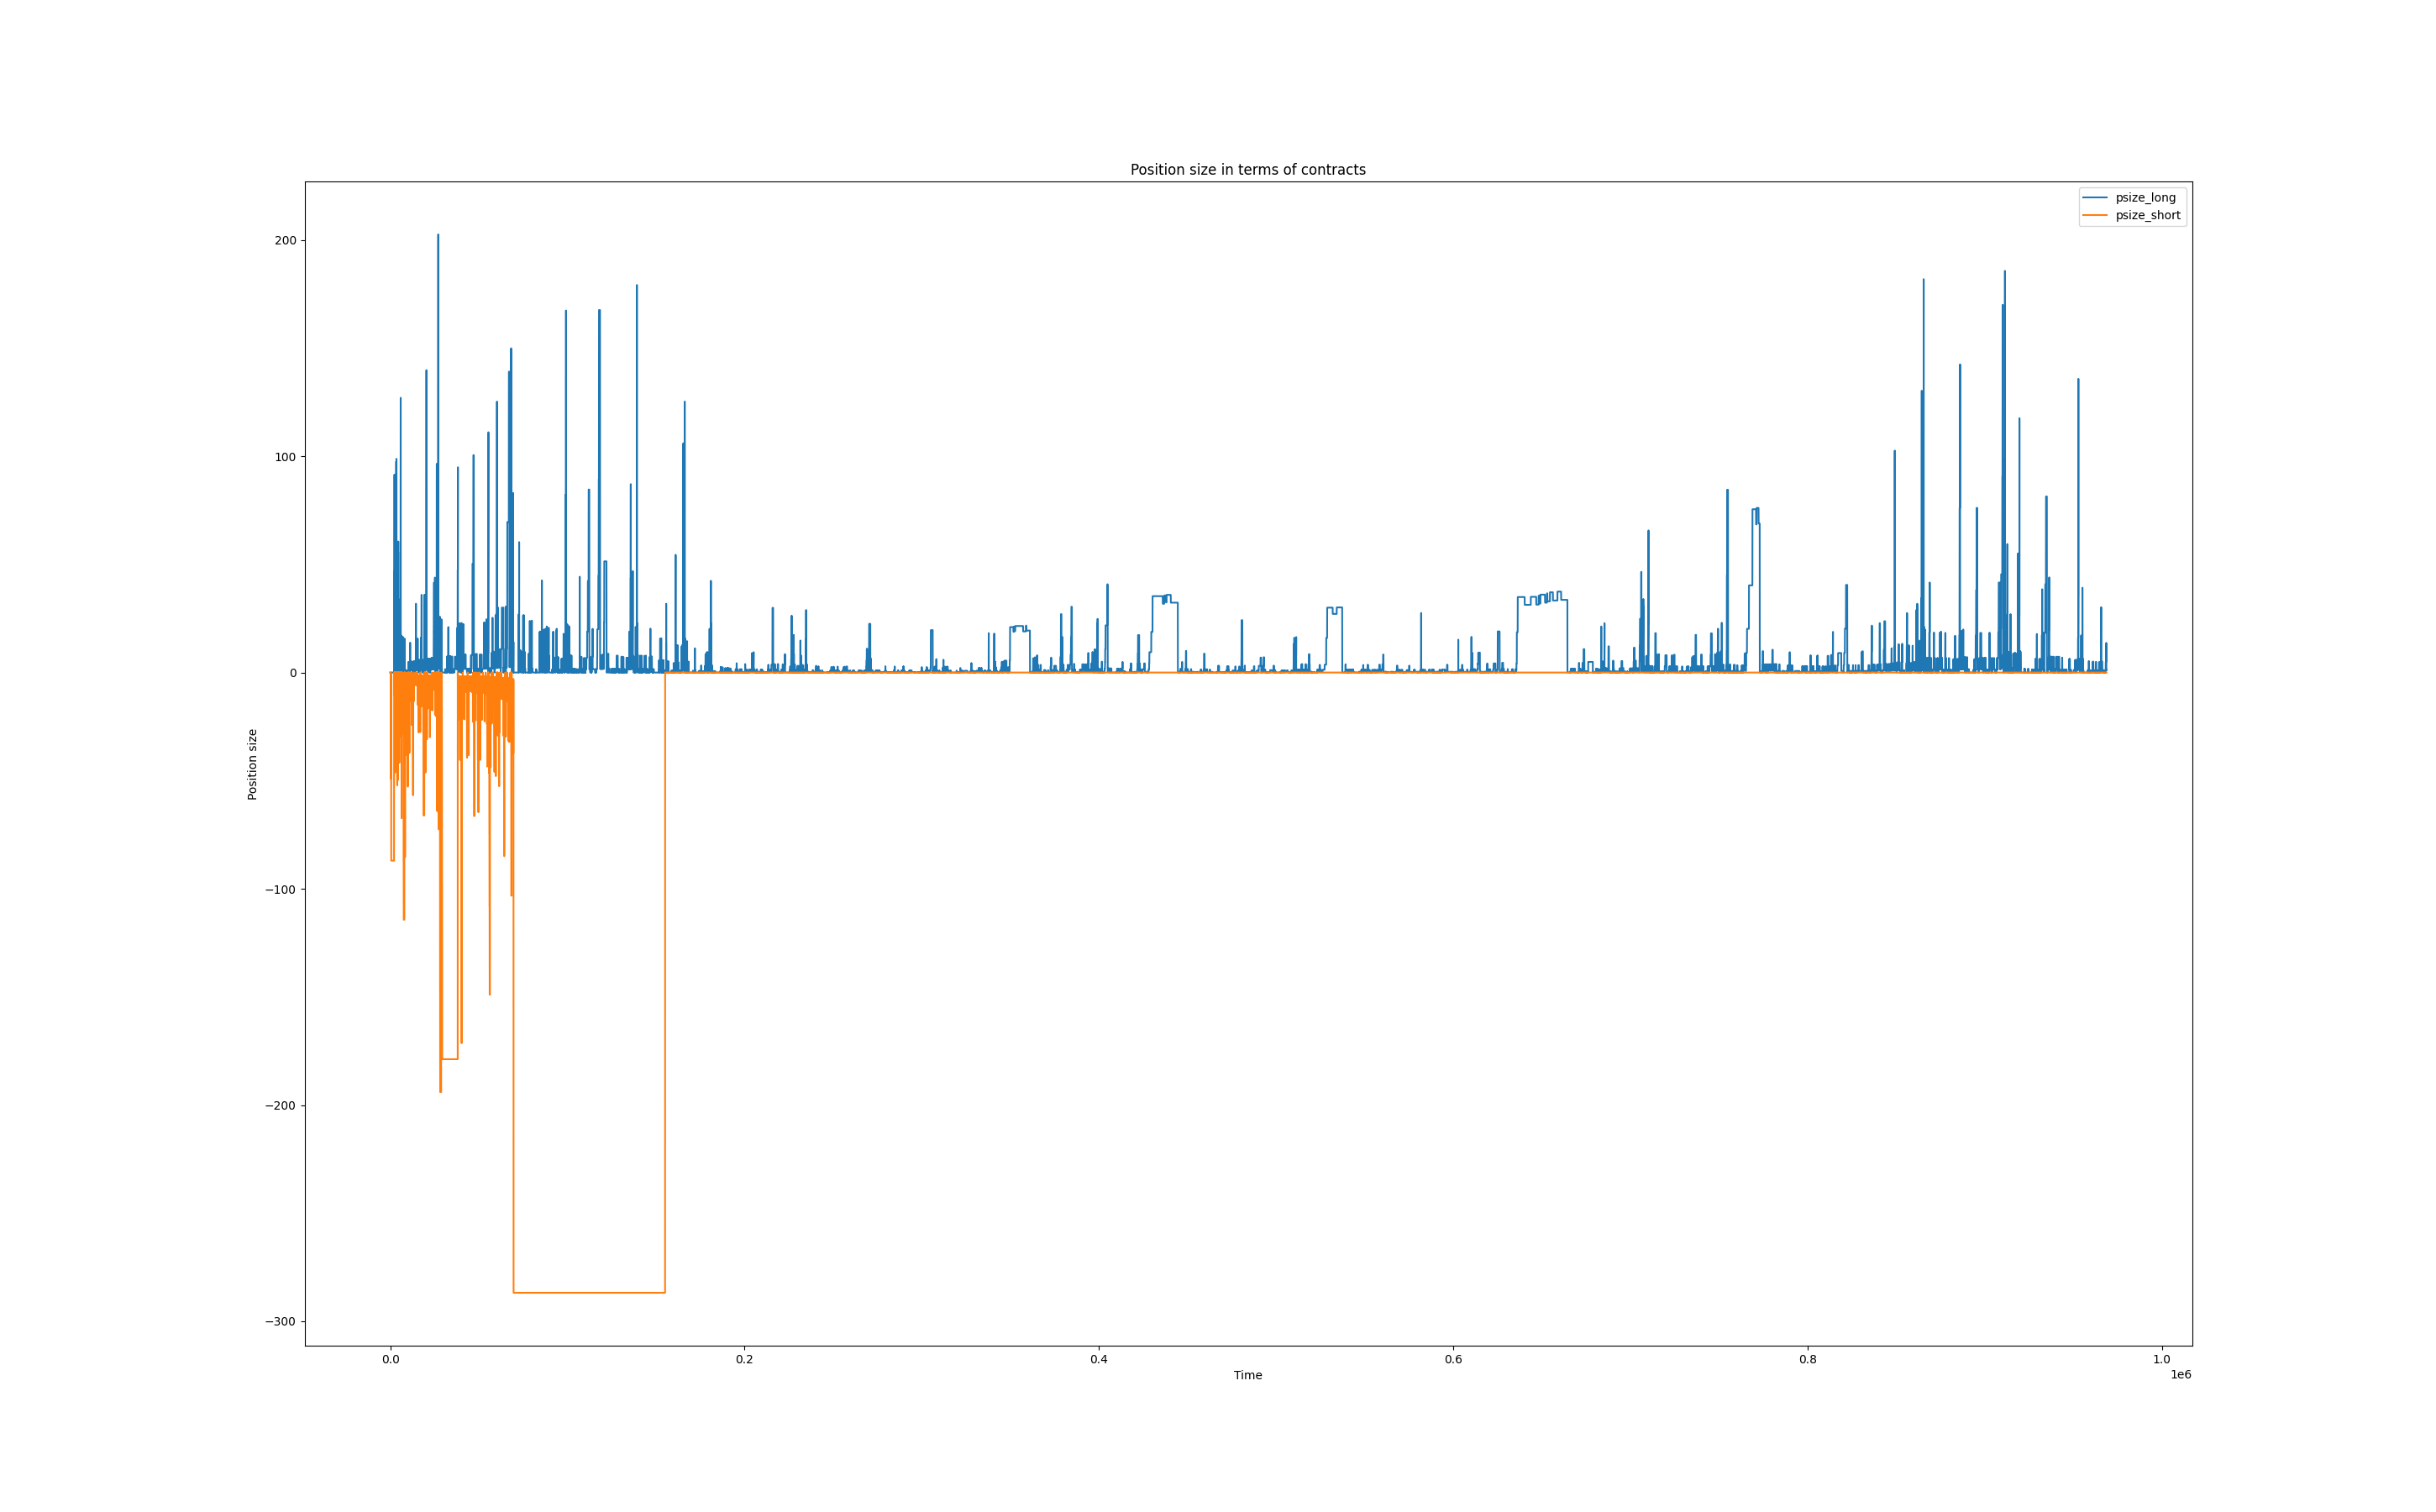 Position size in terms of contracts
psize_long
psize_short
200
100
0
−100
−200
−300
Position size
0.0
0.2
0.4
0.6
0.8
1.0
1e6
Time